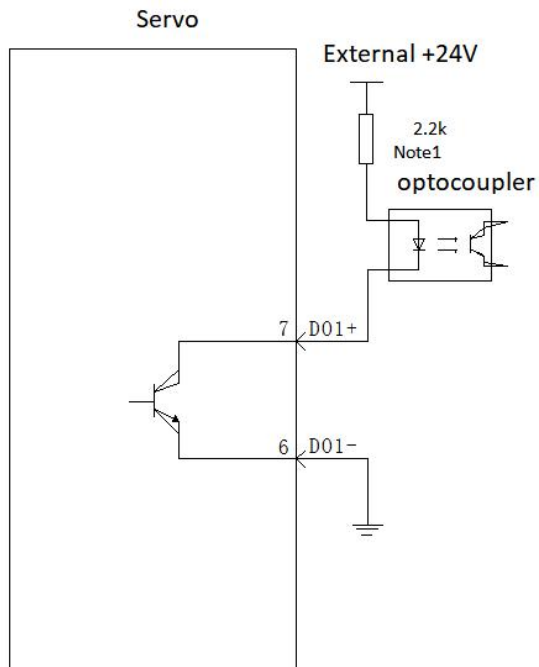 Servo
External +24V
2.2k
Note1
optocoupler
7 DO1+
6 DO1-